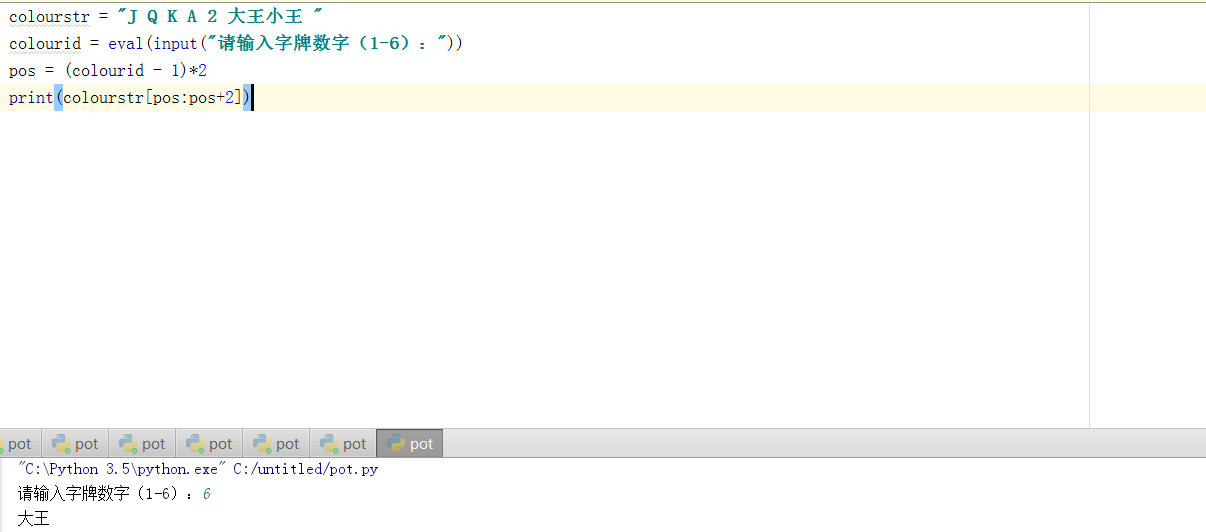 colourstr = "J Q K A 2 大王小王 "
colourid = eval(input("请输入字牌数字（1-6）："))
pos = (colourid - 1)*2
print(colourstr[pos:pos+2])
pot pot pot pot pot pot pot
"C:\Python 3.5\python.exe" C:/untitled/pot.py
请输入字牌数字（1-6）：6
大王